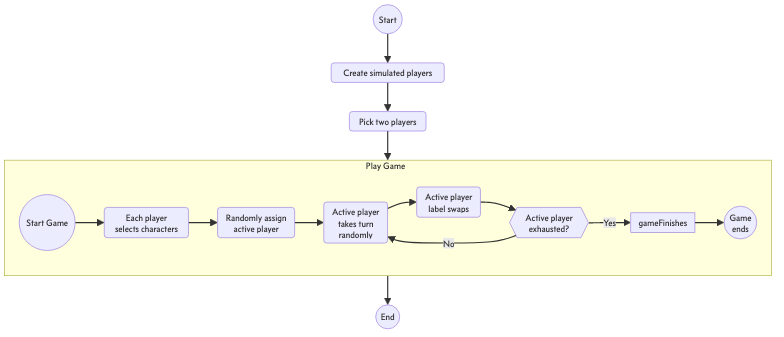 Start
Create simulated players
Pick two players
Play Game
Start Game
Each player
selects characters
Randomly assign
active player
Active player
takes turn
randomly
Active player
label swaps
Active player
exhausted?
No
Yes
gameFinishes
Game
ends
End